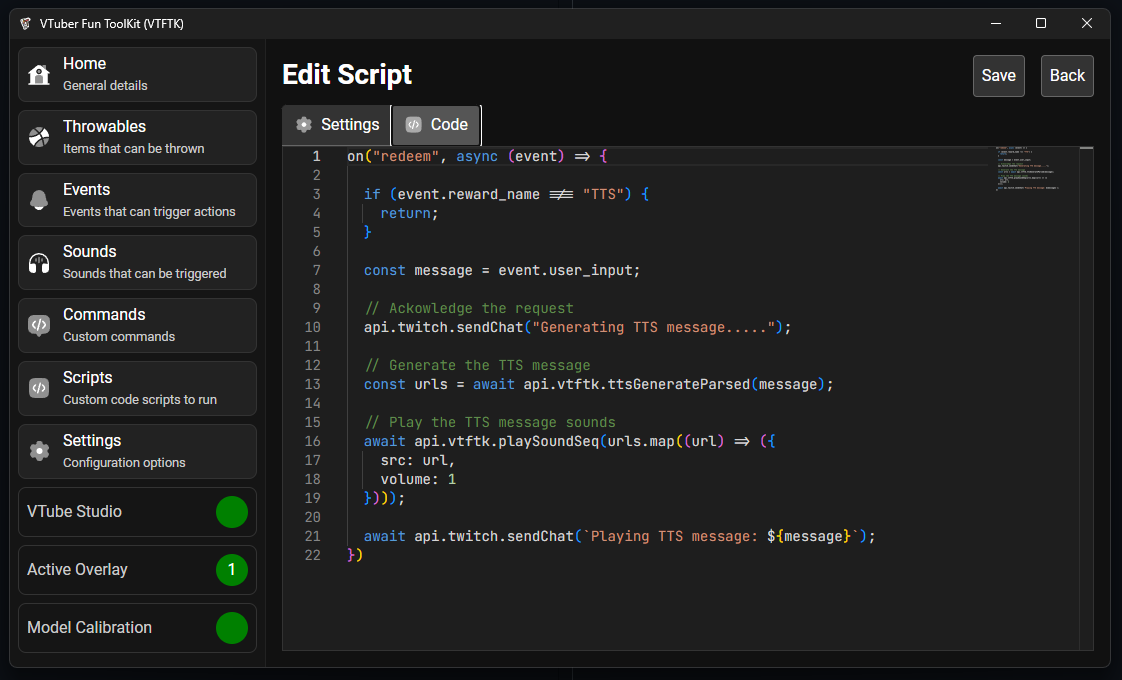 VTuber Fun ToolKit (VTFTK)
Home
General details
Throwables
Items that can be thrown
Events
Events that can trigger actions
Sounds
Sounds that can be triggered
Commands
Custom commands
Scripts
Custom code scripts to run
Settings
Configuration options
VTube Studio
Active Overlay 1
Model Calibration
Edit Script
Save Back
Settings Code
1 on("redeem", async (event) => {
2
3 if (event.reward_name !== "TTS") {
4 return;
5 }
6
7 const message = event.user_input;
8
9 // Ackowledge the request
10 api.twitch.sendChat("Generating TTS message.....");
11
12 // Generate the TTS message
13 const urls = await api.vtftk.ttsGenerateParsed(message);
14
15 // Play the TTS message sounds
16 await api.vtftk.playSoundSeq(urls.map((url) => ({
17 src: url,
18 volume: 1
19 })));
20
21 await api.twitch.sendChat(`Playing TTS message: ${message}`);
22 })